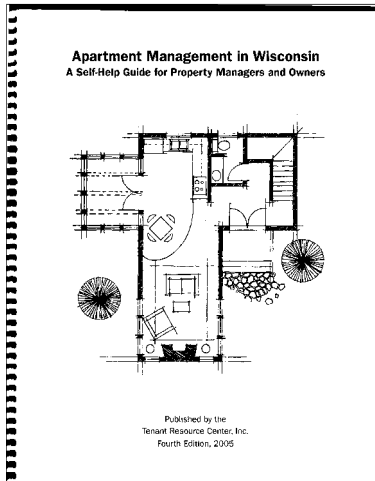 Apartment Management in Wisconsin
A Self-Help Guide for Property Managers and Owners
Published by the
Tenant Resource Center, Inc.
Fourth Edition, 2005